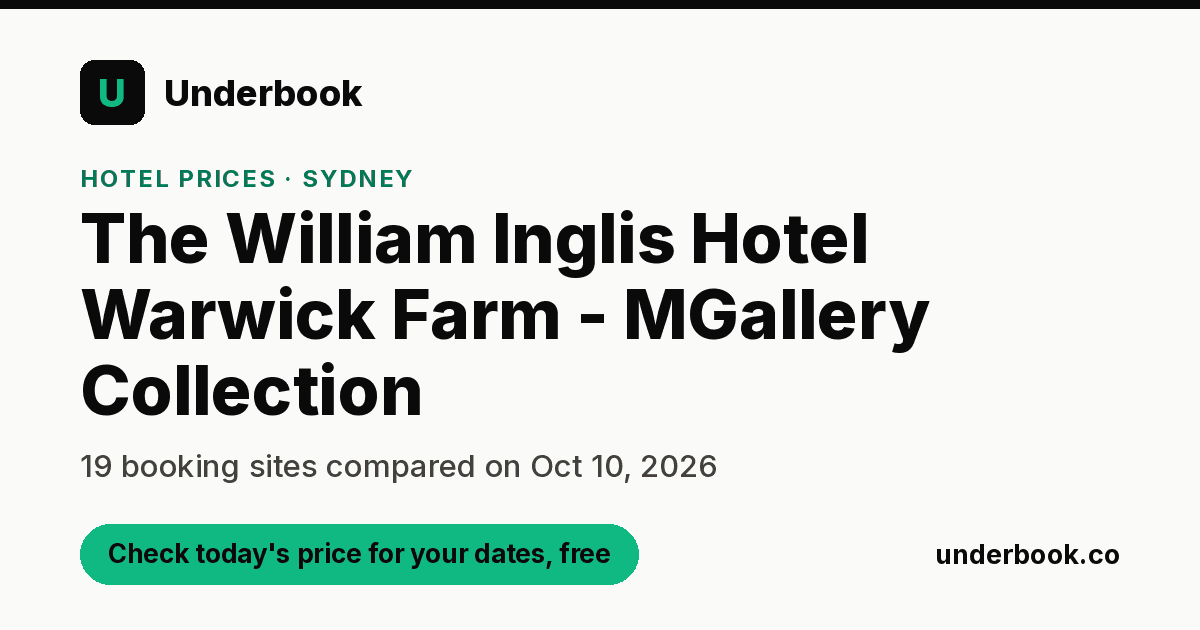 U Underbook
HOTEL PRICES · SYDNEY
The William Inglis Hotel
Warwick Farm - MGallery
Collection
19 booking sites compared on Oct 10, 2026
Check today's price for your dates, free
underbook.co